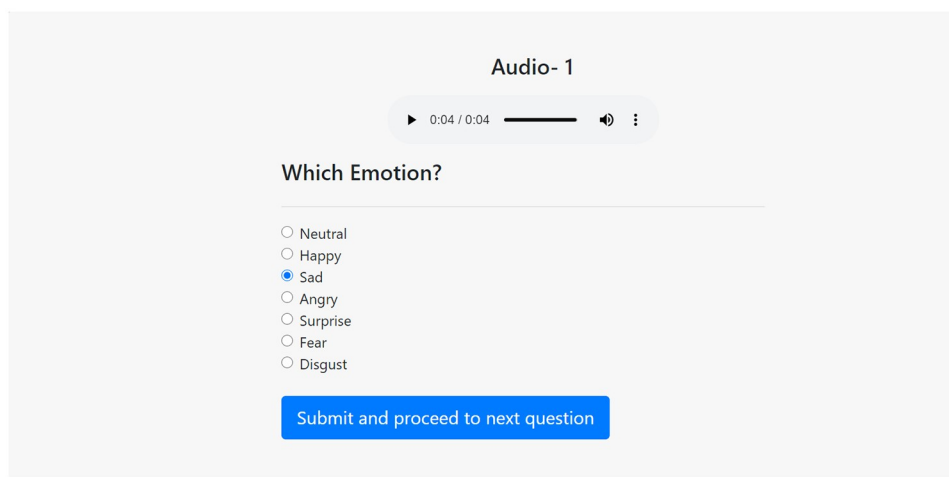 Audio- 1
0:04 / 0:04
Which Emotion?
Neutral
Happy
Sad
Angry
Surprise
Fear
Disgust
Submit and proceed to next question